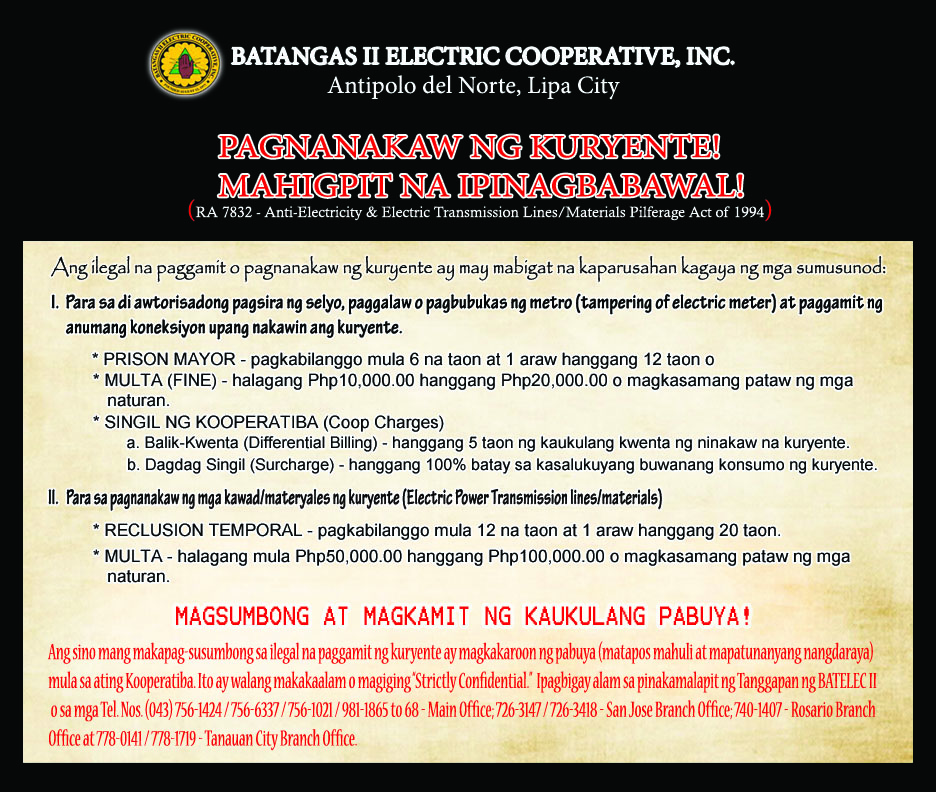 BATANGAS II ELECTRIC COOPERATIVE, INC.
Antipolo del Norte, Lipa City
PAGNANAKAW NG KURYENTE!
MAHIGPIT NA IPINAGBABAWAL!
(RA 7832 - Anti-Electricity & Electric Transmission Lines/Materials Pilferage Act of 1994)
Ang ilegal na paggamit o pagnanakaw ng kuryente ay may mabigat na kaparusahan kagaya ng mga sumusunod:
I. Para sa di awtorisadong pagsira ng selyo, paggalaw o pagbubukas ng metro (tampering of electric meter) at paggamit ng
anumang koneksiyon upang nakawin ang kuryente.
* PRISON MAYOR - pagkabilanggo mula 6 na taon at 1 araw hanggang 12 taon o
* MULTA (FINE) - halagang Php10,000.00 hanggang Php20,000.00 o magkasamang pataw ng mga
naturan.
* SINGIL NG KOOPERATIBA (Coop Charges)
a. Balik-Kwenta (Differential Billing) - hanggang 5 taon ng kaukulang kwenta ng ninakaw na kuryente.
b. Dagdag Singil (Surcharge) - hanggang 100% batay sa kasalukuyang buwanang konsumo ng kuryente.
II. Para sa pagnanakaw ng mga kawad/materyales ng kuryente (Electric Power Transmission lines/materials)
* RECLUSION TEMPORAL - pagkabilanggo mula 12 na taon at 1 araw hanggang 20 taon.
* MULTA - halagang mula Php50,000.00 hanggang Php100,000.00 o magkasamang pataw ng mga
naturan.
MAGSUMBONG AT MAGKAMIT NG KAUKULANG PABUYA!
Ang sino mang makapag-susumbong sa ilegal na paggamit ng kuryente ay magkakaroon ng pabuya (matapos mahuli at mapatunanyang nangdaraya)
mula sa ating Kooperatiba. Ito ay walang makakaalam o magiging "Strictly Confidential." Ipagbigay alam sa pinakamalapit ng Tanggapan ng BATELEC II
o sa mga Tel. Nos. (043) 756-1424 / 756-6337 / 756-1021 / 981-1865 to 68 - Main Office; 726-3147 / 726-3418 - San Jose Branch Office; 740-1407 - Rosario Branch
Office at 778-0141 / 778-1719 - Tanauan City Branch Office.